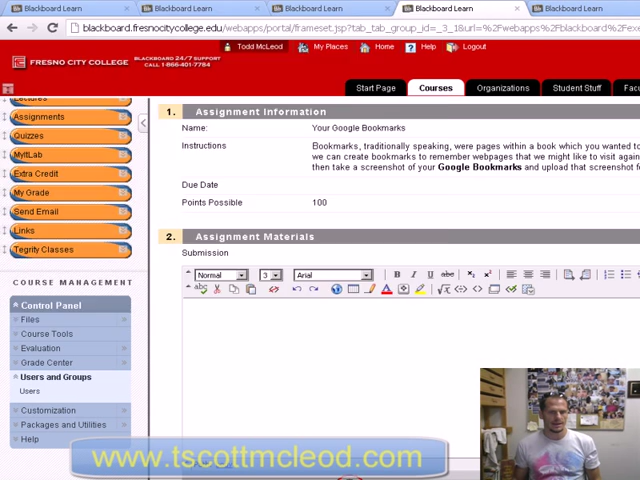 Blackboard Learn
Blackboard Learn
Blackboard Learn
Blackboard Learn
Blackboard Learn
blackboard.fresnocitycollege.edu/webapps/portal/frameset.jsp?tab_tab_group_id=_3_1&url=%2Fwebapps%2Fblackboard%2Fexe
Todd McLeod
My Places
Home
Help
Logout
FRESNO CITY COLLEGE
BLACKBOARD 24/7 SUPPORT
CALL 1-866-401-7784
Start Page
Courses
Organizations
Student Stuff
Facu
Lectures
Assignments
Quizzes
MyItLab
Extra Credit
My Grade
Send Email
Links
Tegrity Classes
COURSE MANAGEMENT
Control Panel
Files
Course Tools
Evaluation
Grade Center
Users and Groups
Users
Customization
Packages and Utilities
Help
1. Assignment Information
Name: Your Google Bookmarks
Instructions Bookmarks, traditionally speaking, were pages within a book which you wanted to
we can create bookmarks to remember webpages that we might like to visit again
then take a screenshot of your Google Bookmarks and upload that screenshot fo
Due Date
Points Possible 100
2. Assignment Materials
Submission
Normal 3 Arial B I U abc
abc
www.tscottmcleod.com